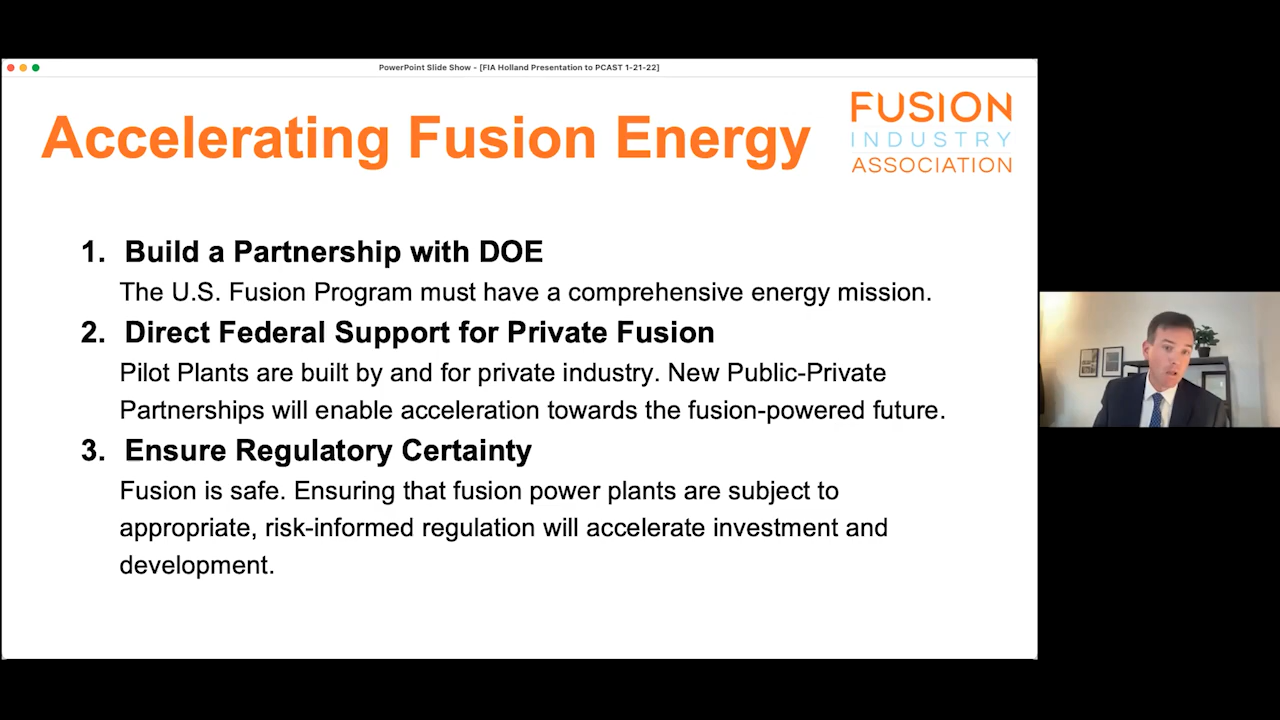 PowerPoint Slide Show - [FIA Holland Presentation to PCAST 1-21-22]
Accelerating Fusion Energy
FUSION
INDUSTRY
ASSOCIATION
1. Build a Partnership with DOE
The U.S. Fusion Program must have a comprehensive energy mission.
2. Direct Federal Support for Private Fusion
Pilot Plants are built by and for private industry. New Public-Private
Partnerships will enable acceleration towards the fusion-powered future.
3. Ensure Regulatory Certainty
Fusion is safe. Ensuring that fusion power plants are subject to
appropriate, risk-informed regulation will accelerate investment and
development.